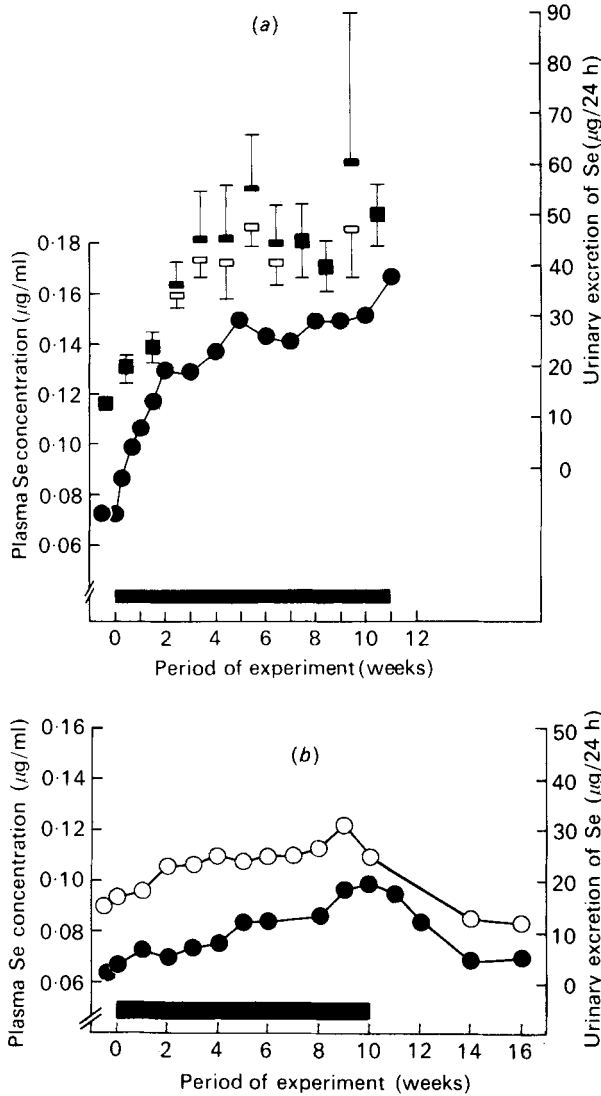 (a)
Plasma Se concentration (μg/ml)
0·18
0·16
0·14
0·12
0·10
0·08
0·06
90
80
70
60
50
40
30
20
10
0
Urinary excretion of Se (μg/24 h)
0 2 4 6 8 10 12
Period of experiment (weeks)
(b)
Plasma Se concentration (μg/ml)
0·16
0·14
0·12
0·10
0·08
0·06
50
40
30
20
10
0
Urinary excretion of Se (μg/24 h)
0 2 4 6 8 10 12 14 16
Period of experiment (weeks)